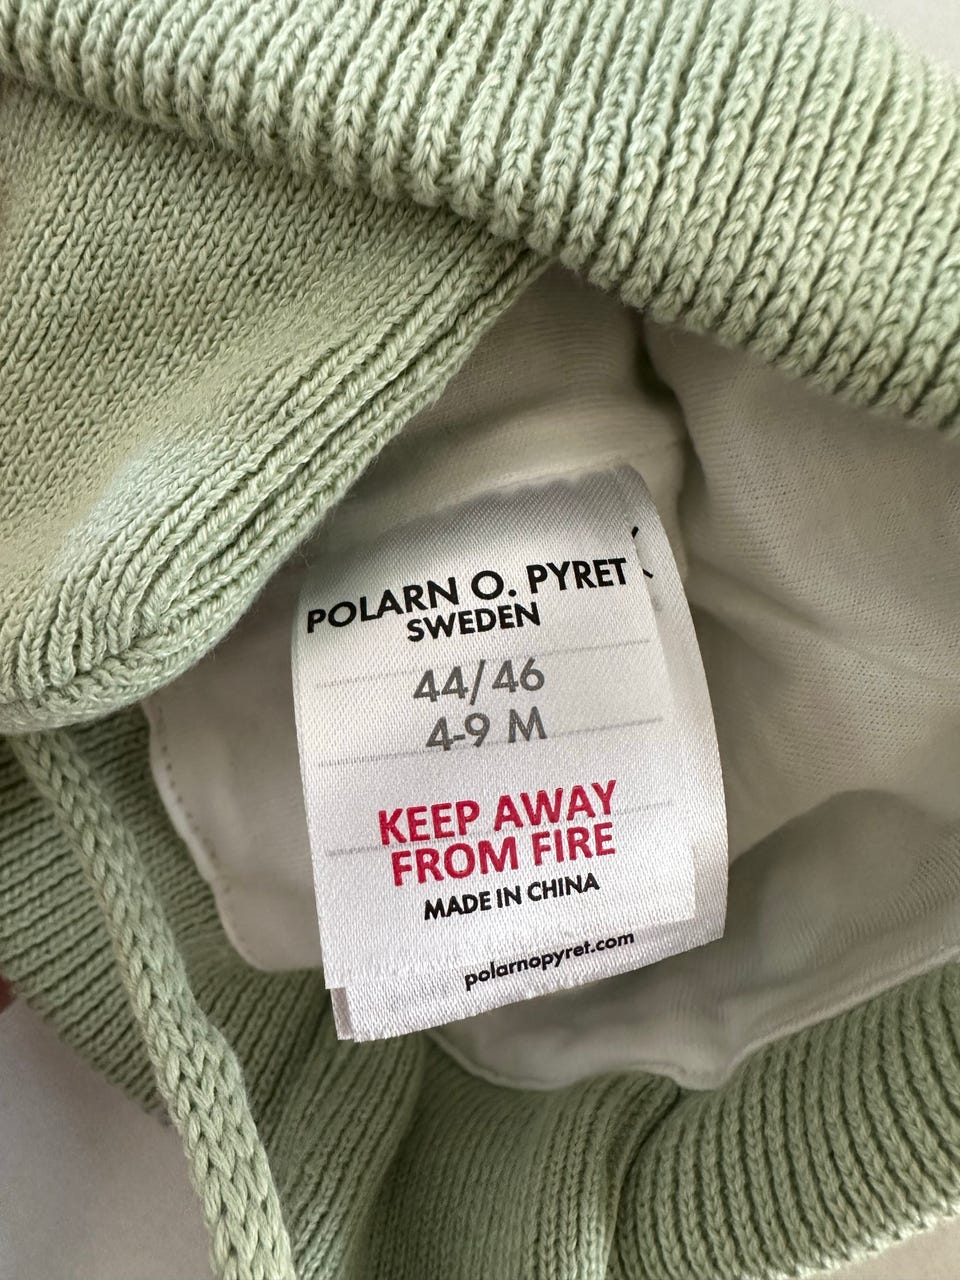 POLARN O. PYRET
SWEDEN
44/46
4-9 M
KEEP AWAY
FROM FIRE
MADE IN CHINA
polarnopyret.com